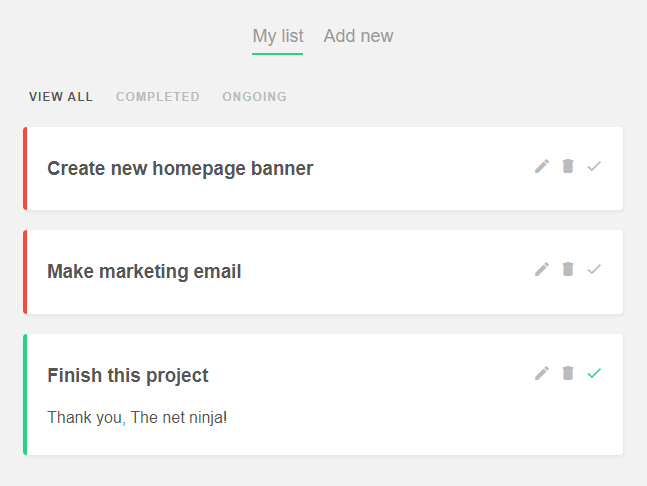 My list Add new
VIEW ALL COMPLETED ONGOING
Create new homepage banner
Make marketing email
Finish this project
Thank you, The net ninja!